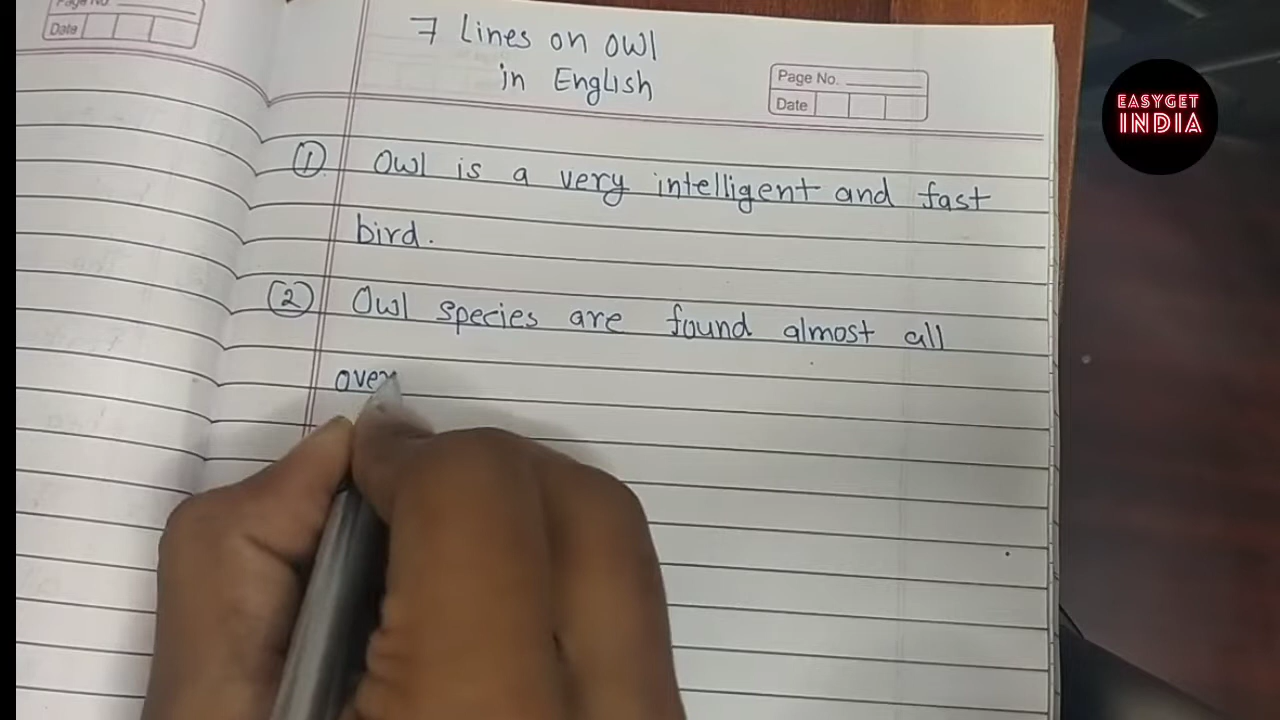 Page No.
Date
7 Lines on Owl
in English
Page No.
Date
EASYGET
INDIA
1 Owl is a very intelligent and fast
bird.
2 Owl species are found almost all
over